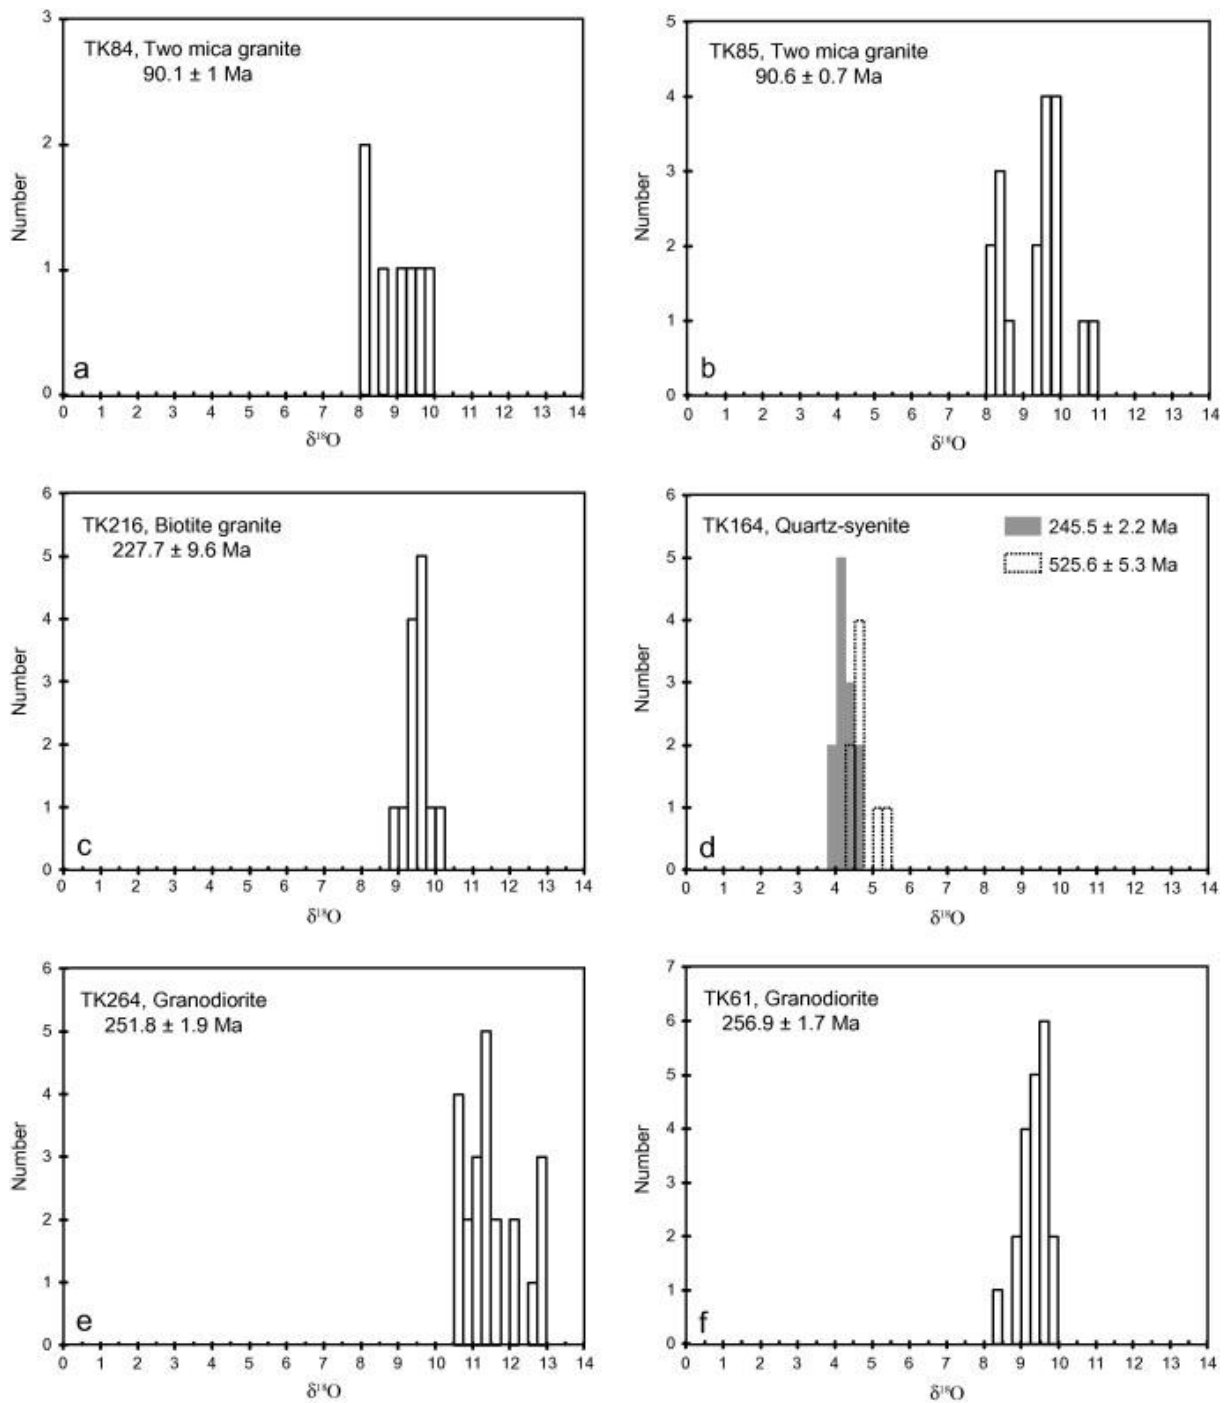 TK84, Two mica granite
90.1 ± 1 Ma
3
2
1
0
Number
a
0 1 2 3 4 5 6 7 8 9 10 11 12 13 14
δ¹⁸O
TK85, Two mica granite
90.6 ± 0.7 Ma
5
4
3
2
1
0
Number
b
0 1 2 3 4 5 6 7 8 9 10 11 12 13 14
δ¹⁸O
TK216, Biotite granite
227.7 ± 9.6 Ma
6
5
4
3
2
1
0
Number
c
0 1 2 3 4 5 6 7 8 9 10 11 12 13 14
δ¹⁸O
TK164, Quartz-syenite
245.5 ± 2.2 Ma
525.6 ± 5.3 Ma
6
5
4
3
2
1
0
Number
d
0 1 2 3 4 5 6 7 8 9 10 11 12 13 14
δ¹⁸O
TK264, Granodiorite
251.8 ± 1.9 Ma
6
5
4
3
2
1
0
Number
e
0 1 2 3 4 5 6 7 8 9 10 11 12 13 14
δ¹⁸O
TK61, Granodiorite
256.9 ± 1.7 Ma
7
6
5
4
3
2
1
0
Number
f
0 1 2 3 4 5 6 7 8 9 10 11 12 13 14
δ¹⁸O